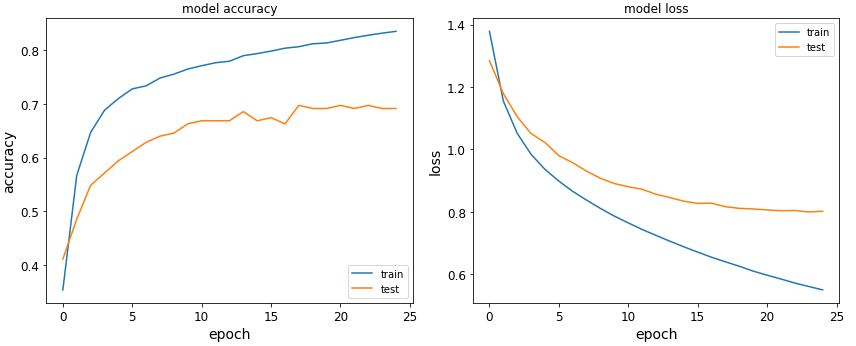 model accuracy
accuracy
0.8
0.7
0.6
0.5
0.4
0 5 10 15 20 25
epoch
train
test
model loss
loss
1.4
1.2
1.0
0.8
0.6
0 5 10 15 20 25
epoch
train
test